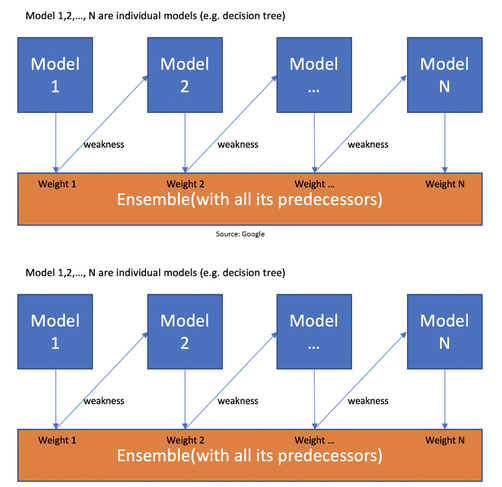 Model 1,2,..., N are individual models (e.g. decision tree)
Model 1
Model 2
Model ...
Model N
weakness
weakness
weakness
Weight 1
Weight 2
Weight ...
Weight N
Ensemble(with all its predecessors)
Source: Google
Model 1,2,..., N are individual models (e.g. decision tree)
Model 1
Model 2
Model ...
Model N
weakness
weakness
weakness
Weight 1
Weight 2
Weight ...
Weight N
Ensemble(with all its predecessors)